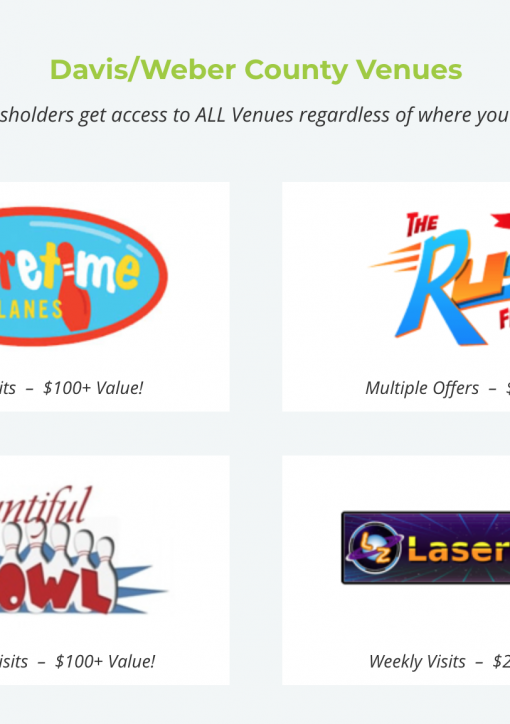 Davis/Weber County Venues
sholders get access to ALL Venues regardless of where you
retime
LANES
THE
Ru
F
its – $100+ Value!
Multiple Offers – $
ntiful
OWL
LZ Laser
isits – $100+ Value!
Weekly Visits – $2